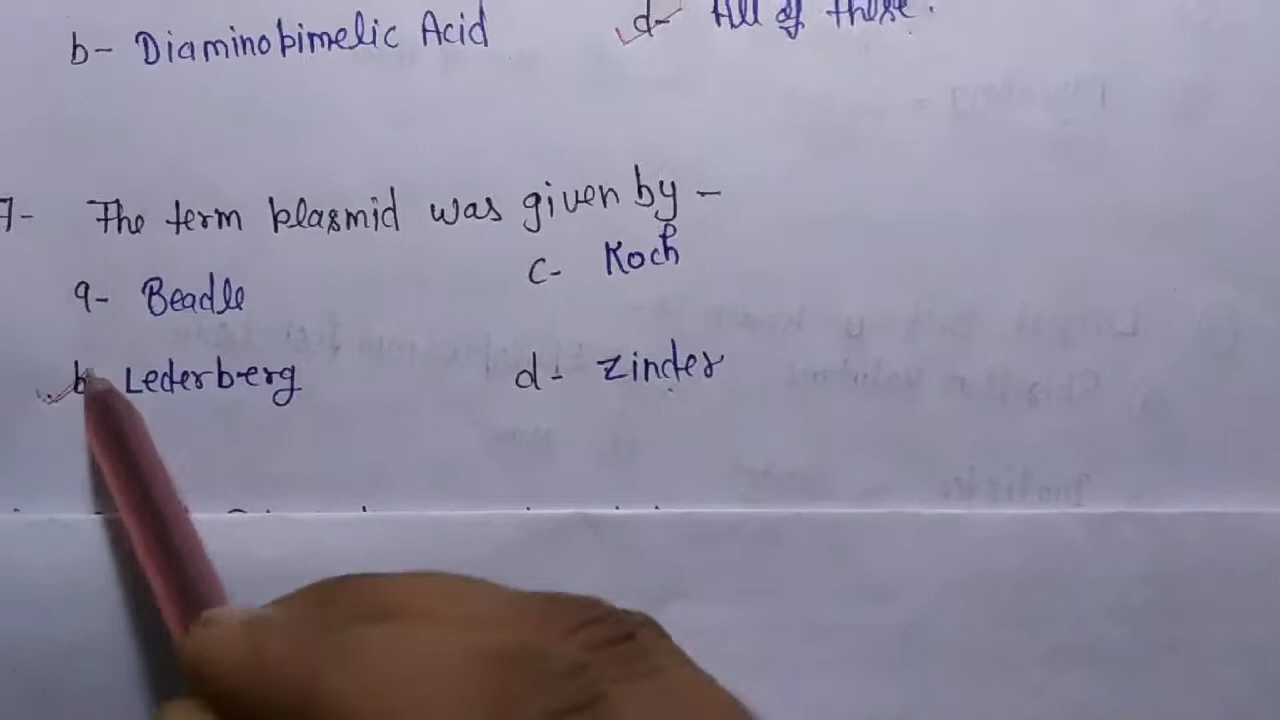 b- Diaminopimelic Acid
d- All of these.
7- The term plasmid was given by -
a- Beadle
c- Koch
b- Lederberg
d- Zinder